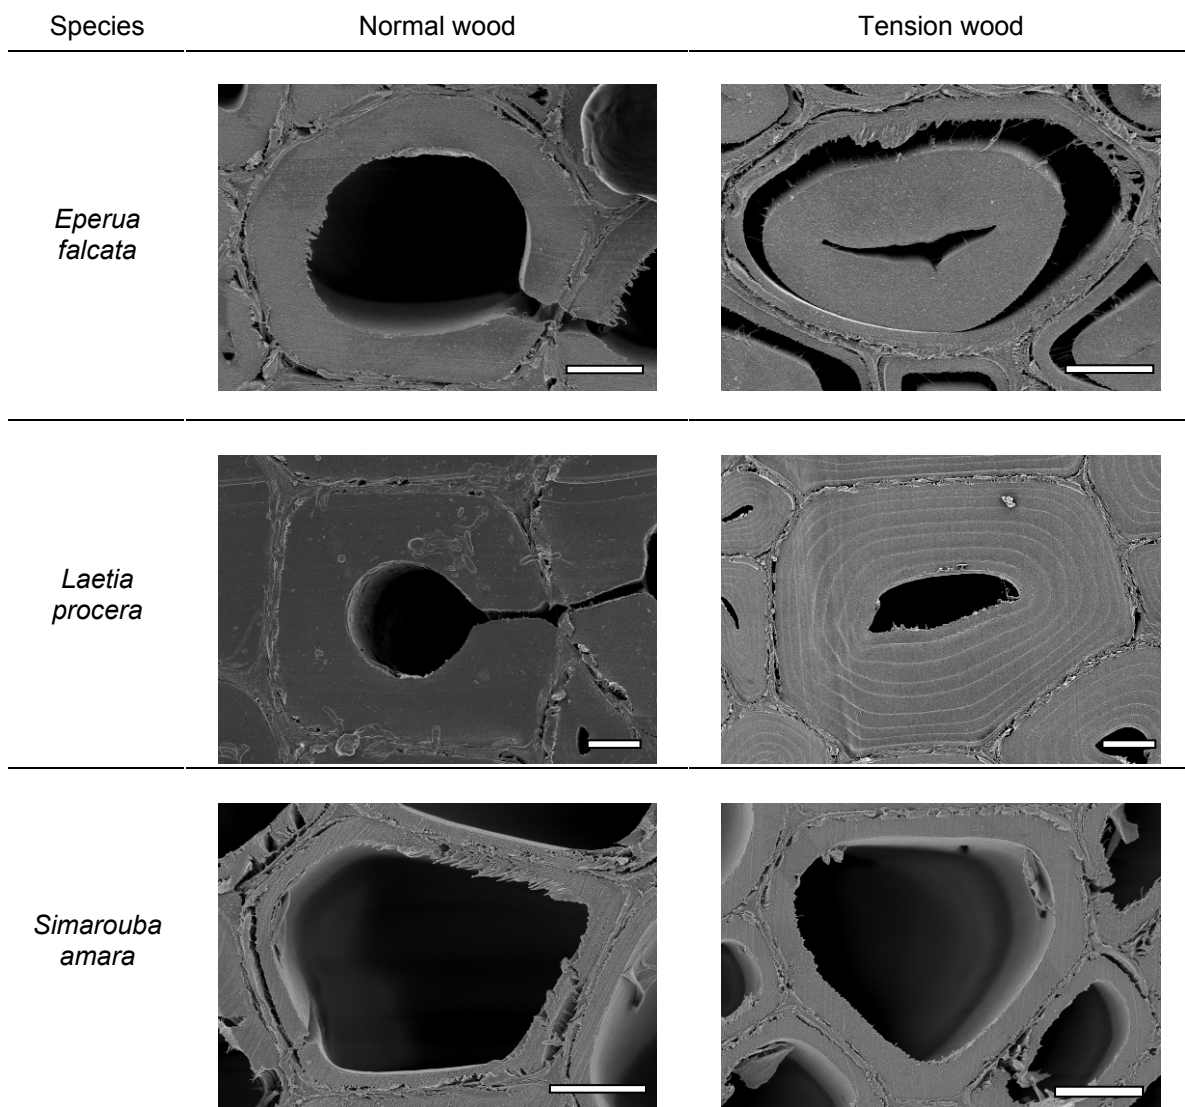 Species Normal wood Tension wood
Eperua
falcata
Laetia
procera
Simarouba
amara